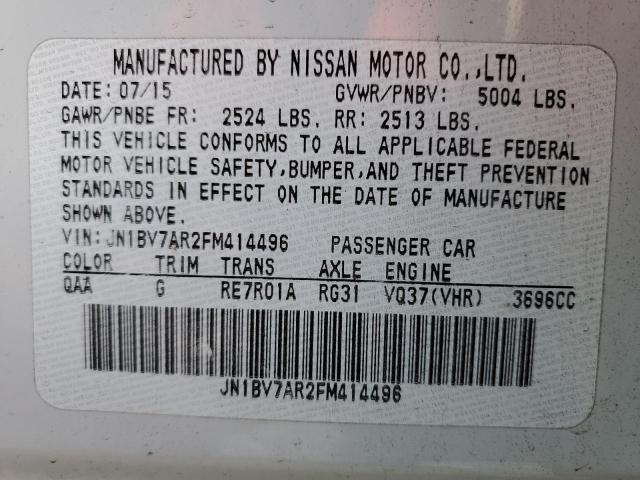 MANUFACTURED BY NISSAN MOTOR CO.,LTD.
DATE: 07/15 GVWR/PNBV: 5004 LBS.
GAWR/PNBE FR: 2524 LBS. RR: 2513 LBS.
THIS VEHICLE CONFORMS TO ALL APPLICABLE FEDERAL
MOTOR VEHICLE SAFETY,BUMPER,AND THEFT PREVENTION
STANDARDS IN EFFECT ON THE DATE OF MANUFACTURE
SHOWN ABOVE.
VIN: JN1BV7AR2FM414496 PASSENGER CAR
COLOR TRIM TRANS AXLE ENGINE
QAA G RE7R01A RG31 VQ37(VHR) 3696CC
JN1BV7AR2FM414496